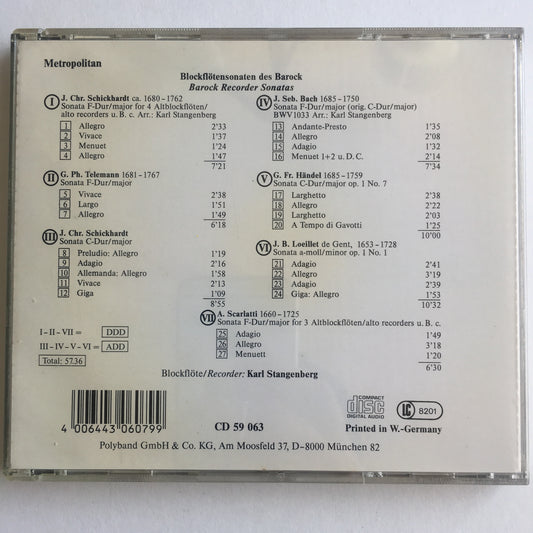 Metropolitan
Blockflötensonaten des Barock
Barock Recorder Sonatas
I J. Chr. Schickhardt ca. 1680–1762
Sonata F-Dur/major for 4 Altblockflöten/
alto recorders u. B. c. Arr.: Karl Stangenberg
1 Allegro 2'33
2 Vivace 1'37
3 Menuet 1'24
4 Allegro 1'47
7'21
II G. Ph. Telemann 1681–1767
Sonata F-Dur/major
5 Vivace 2'38
6 Largo 1'51
7 Allegro 1'49
6'18
III J. Chr. Schickhardt
Sonata C-Dur/major
8 Preludio: Allegro 1'19
9 Adagio 2'16
10 Allemanda: Allegro 1'58
11 Vivace 2'13
12 Giga 1'09
8'55
IV J. Seb. Bach 1685–1750
Sonata F-Dur/major (orig. C-Dur/major)
BWV 1033 Arr.: Karl Stangenberg
13 Andante-Presto 1'35
14 Allegro 2'13
15 Adagio 1'32
16 Menuet 1+2 u. D. C. 2'14
7'34
V G. Fr. Händel 1685–1759
Sonata C-Dur/major op. 1 No. 7
17 Larghetto 2'38
18 Allegro 2'22
19 Larghetto 2'03
20 A Tempo di Gavotti 1'25
10'00
VI J. B. Loeillet de Gent, 1653–1728
Sonata a-moll/minor op. 1 No. 1
21 Adagio 2'41
22 Allegro 3'19
23 Adagio 2'39
24 Giga: Allegro 1'53
10'32
VII A. Scarlatti 1660–1725
Sonata F-Dur/major for 3 Altblockflöten/alto recorders u. B. c.
25 Adagio 1'49
26 Allegro 3'18
27 Menuett 1'20
6'30
I–II–VII = DDD
III–IV–V–VI = ADD
Total: 57.36
Blockflöte/Recorder: Karl Stangenberg
4 006443 060799
CD 59 063
COMPACT
disc
DIGITAL AUDIO
LC 8201
Printed in W.-Germany
Polyband GmbH & Co. KG, Am Moosfeld 37, D-8000 München 82